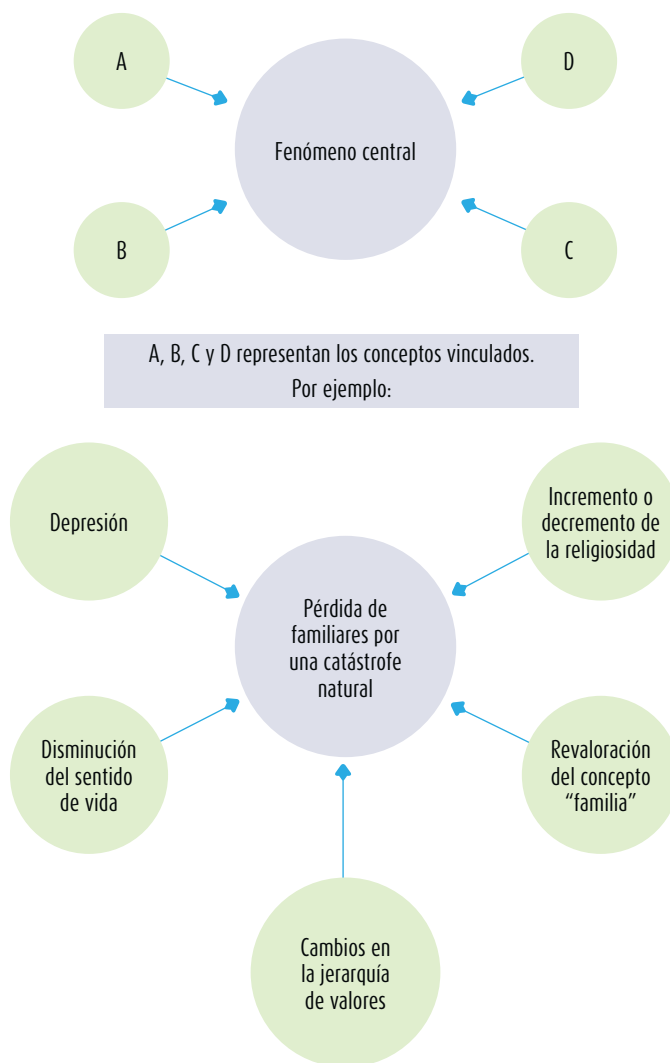 A
D
Fenómeno central
B
C
A, B, C y D representan los conceptos vinculados.
Por ejemplo:
Depresión
Incremento o
decremento de
la religiosidad
Pérdida de
familiares por
una catástrofe
natural
Disminución
del sentido
de vida
Revaloración
del concepto
“familia”
Cambios en
la jerarquía
de valores